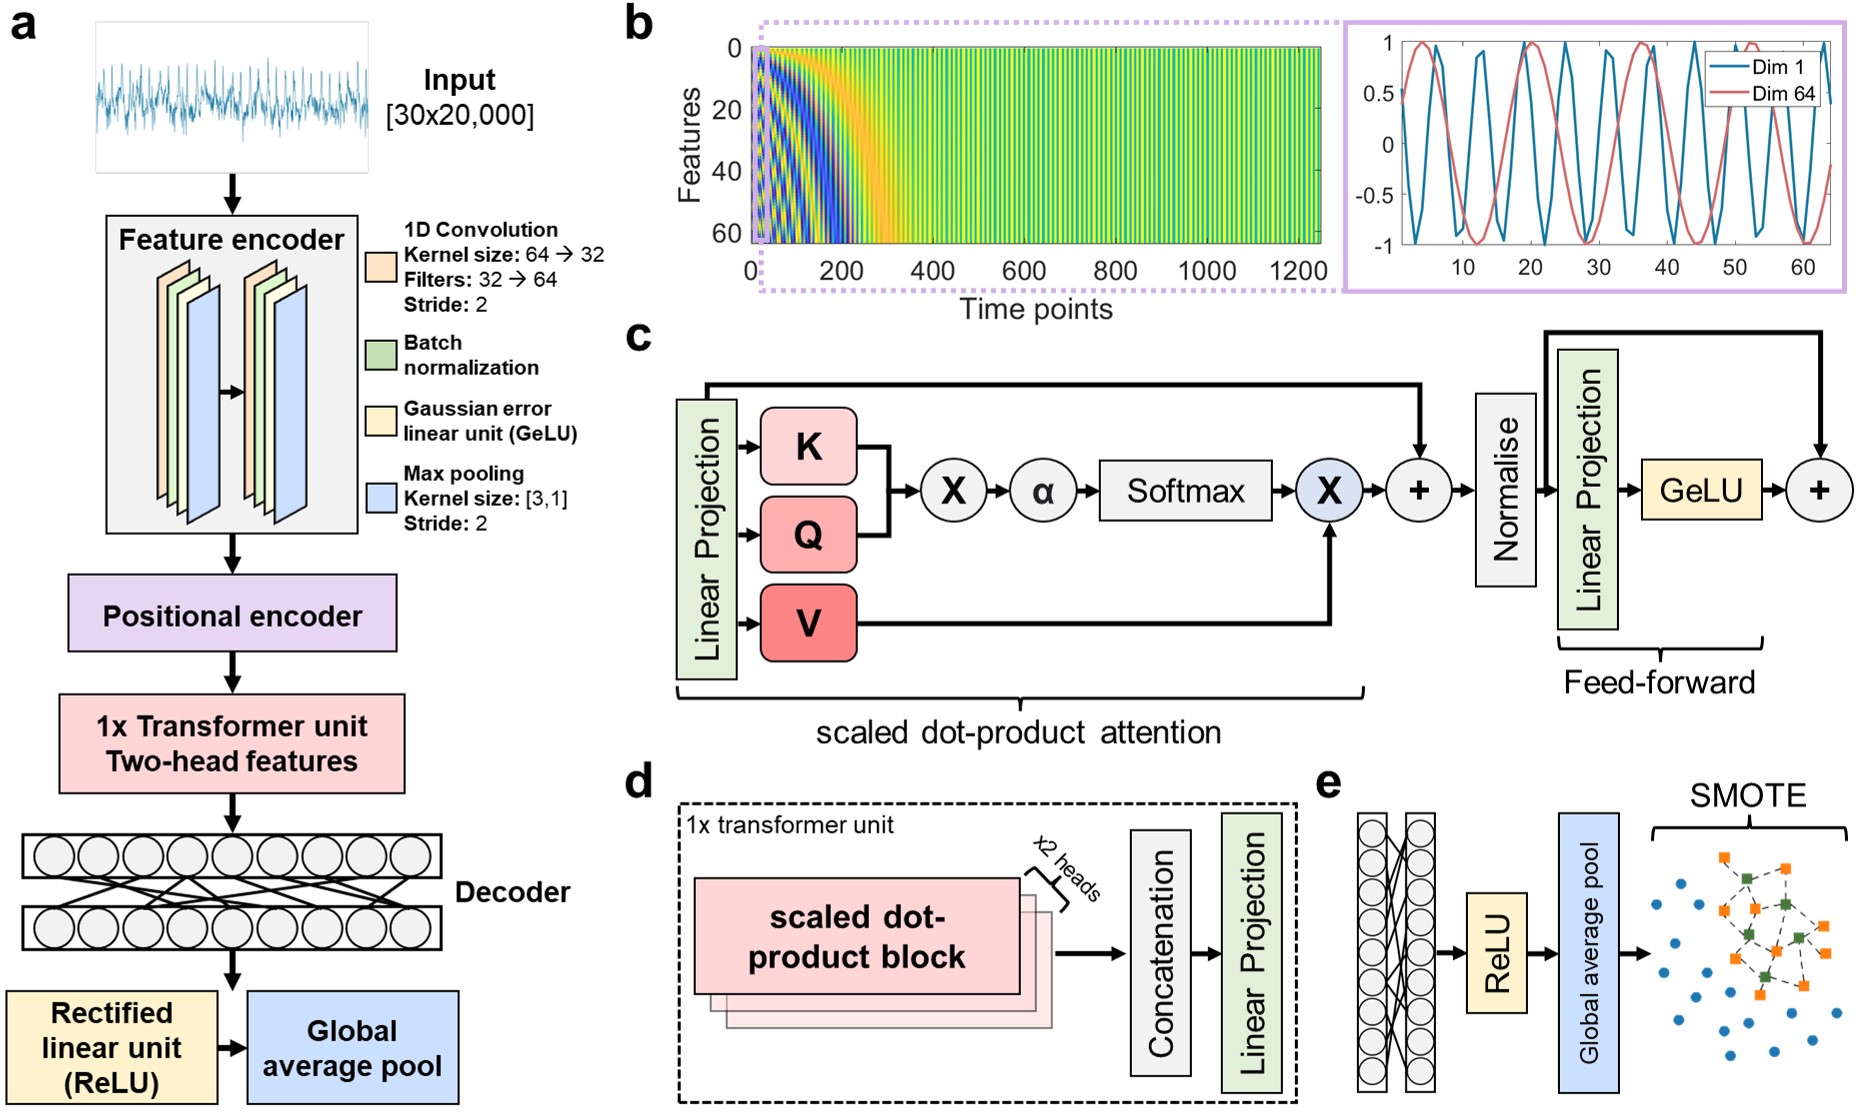 a
Input
[30x20,000]
Feature encoder
1D Convolution
Kernel size: 64 → 32
Filters: 32 → 64
Stride: 2
Batch
normalization
Gaussian error
linear unit (GeLU)
Max pooling
Kernel size: [3,1]
Stride: 2
Positional encoder
1x Transformer unit
Two-head features
Decoder
Rectified
linear unit
(ReLU)
Global
average pool
b
Features
0
20
40
60
0 200 400 600 800 1000 1200
Time points
1
0.5
0
-0.5
-1
10 20 30 40 50 60
Dim 1
Dim 64
c
Linear Projection
K
Q
V
X
α
Softmax
X
+
Normalise
Linear Projection
GeLU
+
scaled dot-product attention
Feed-forward
d
1x transformer unit
x2 heads
scaled dot-
product block
Concatenation
Linear Projection
e
ReLU
Global average pool
SMOTE